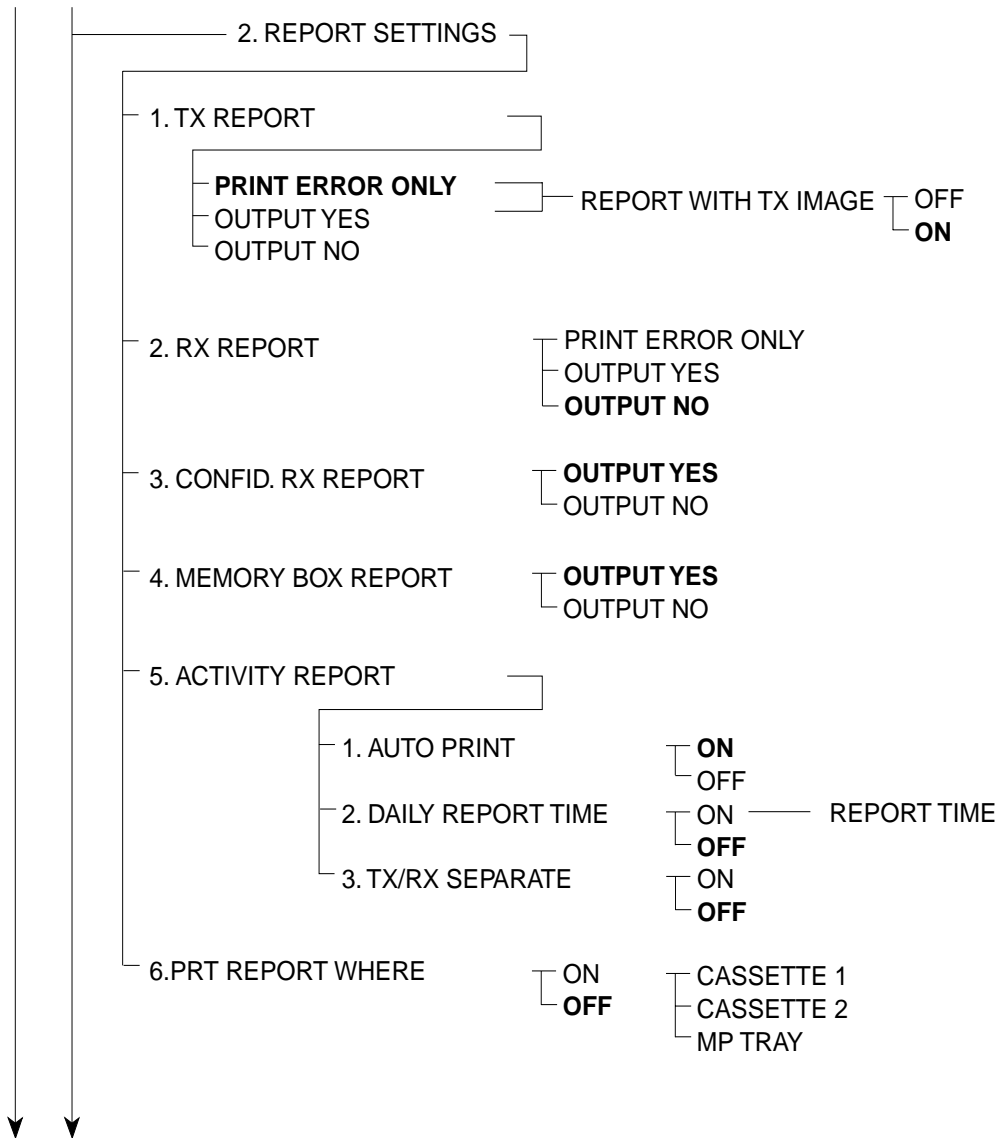 2. REPORT SETTINGS
1. TX REPORT
PRINT ERROR ONLY
OUTPUT YES
OUTPUT NO
REPORT WITH TX IMAGE
OFF
ON
2. RX REPORT
PRINT ERROR ONLY
OUTPUT YES
OUTPUT NO
3. CONFID. RX REPORT
OUTPUT YES
OUTPUT NO
4. MEMORY BOX REPORT
OUTPUT YES
OUTPUT NO
5. ACTIVITY REPORT
1. AUTO PRINT
ON
OFF
2. DAILY REPORT TIME
ON
REPORT TIME
OFF
3. TX/RX SEPARATE
ON
OFF
6.PRT REPORT WHERE
ON
OFF
CASSETTE 1
CASSETTE 2
MP TRAY